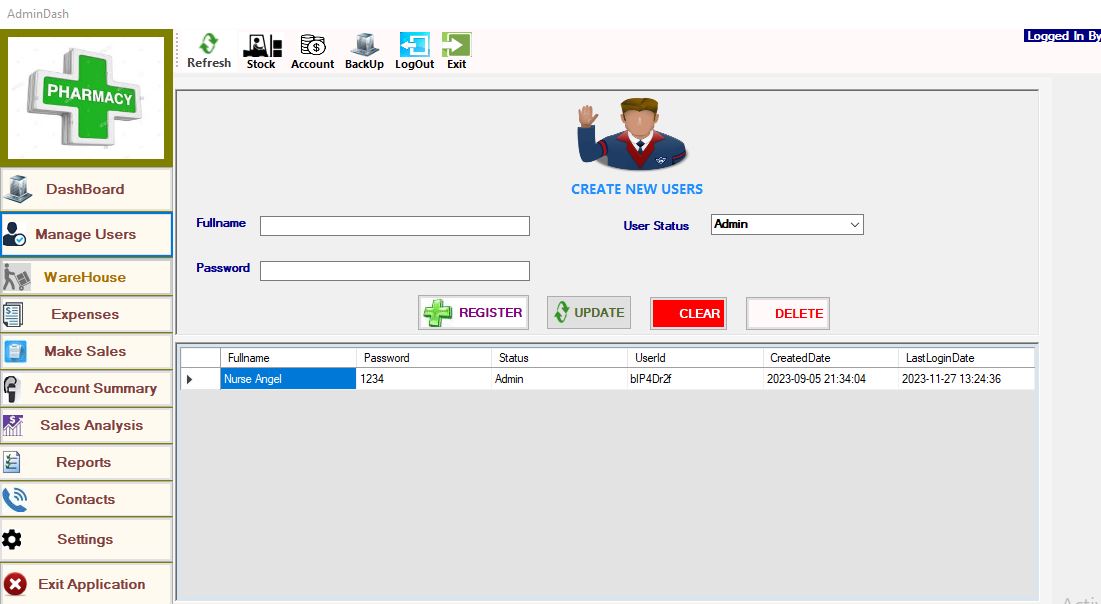 AdminDash
PHARMACY
Refresh
Stock
Account
BackUp
LogOut
Exit
Logged In By
DashBoard
Manage Users
WareHouse
Expenses
Make Sales
Account Summary
Sales Analysis
Reports
Contacts
Settings
Exit Application
CREATE NEW USERS
Fullname
User Status
Admin
Password
REGISTER
UPDATE
CLEAR
DELETE
Fullname Password Status UserId CreatedDate LastLoginDate
Nurse Angel 1234 Admin bIP4Dr2f 2023-09-05 21:34:04 2023-11-27 13:24:36